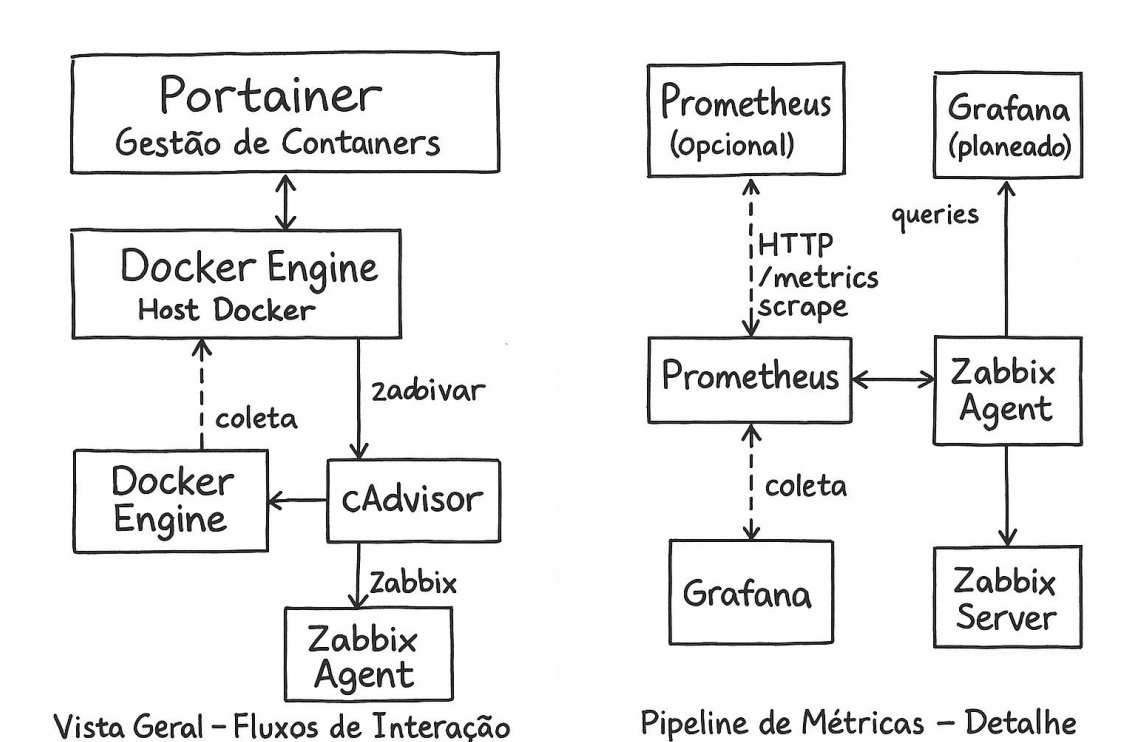 Portainer
Gestão de Containers
Docker Engine
Host Docker
zadbivar
coleta
Docker
Engine
cAdvisor
Zabbix
Zabbix
Agent
Vista Geral – Fluxos de Interação
Prometheus
(opcional)
Grafana
(planeado)
queries
HTTP
/metrics
scrape
Prometheus
Zabbix
Agent
coleta
Grafana
Zabbix
Server
Pipeline de Métricas – Detalhe